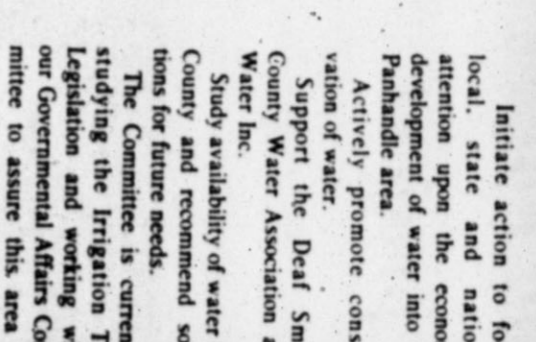 Initiate action to fo
local, state and natio
attention upon the econo
development of water into
Panhandle area.
Actively promote cons
vation of water.
Support the Deaf Sm
County Water Association a
Water Inc.
Study availability of water
County and recommend so
tions for future needs.
The Committee is curren
studying the Irrigation T
Legislation and working w
our Governmental Affairs Co
mittee to assure this area